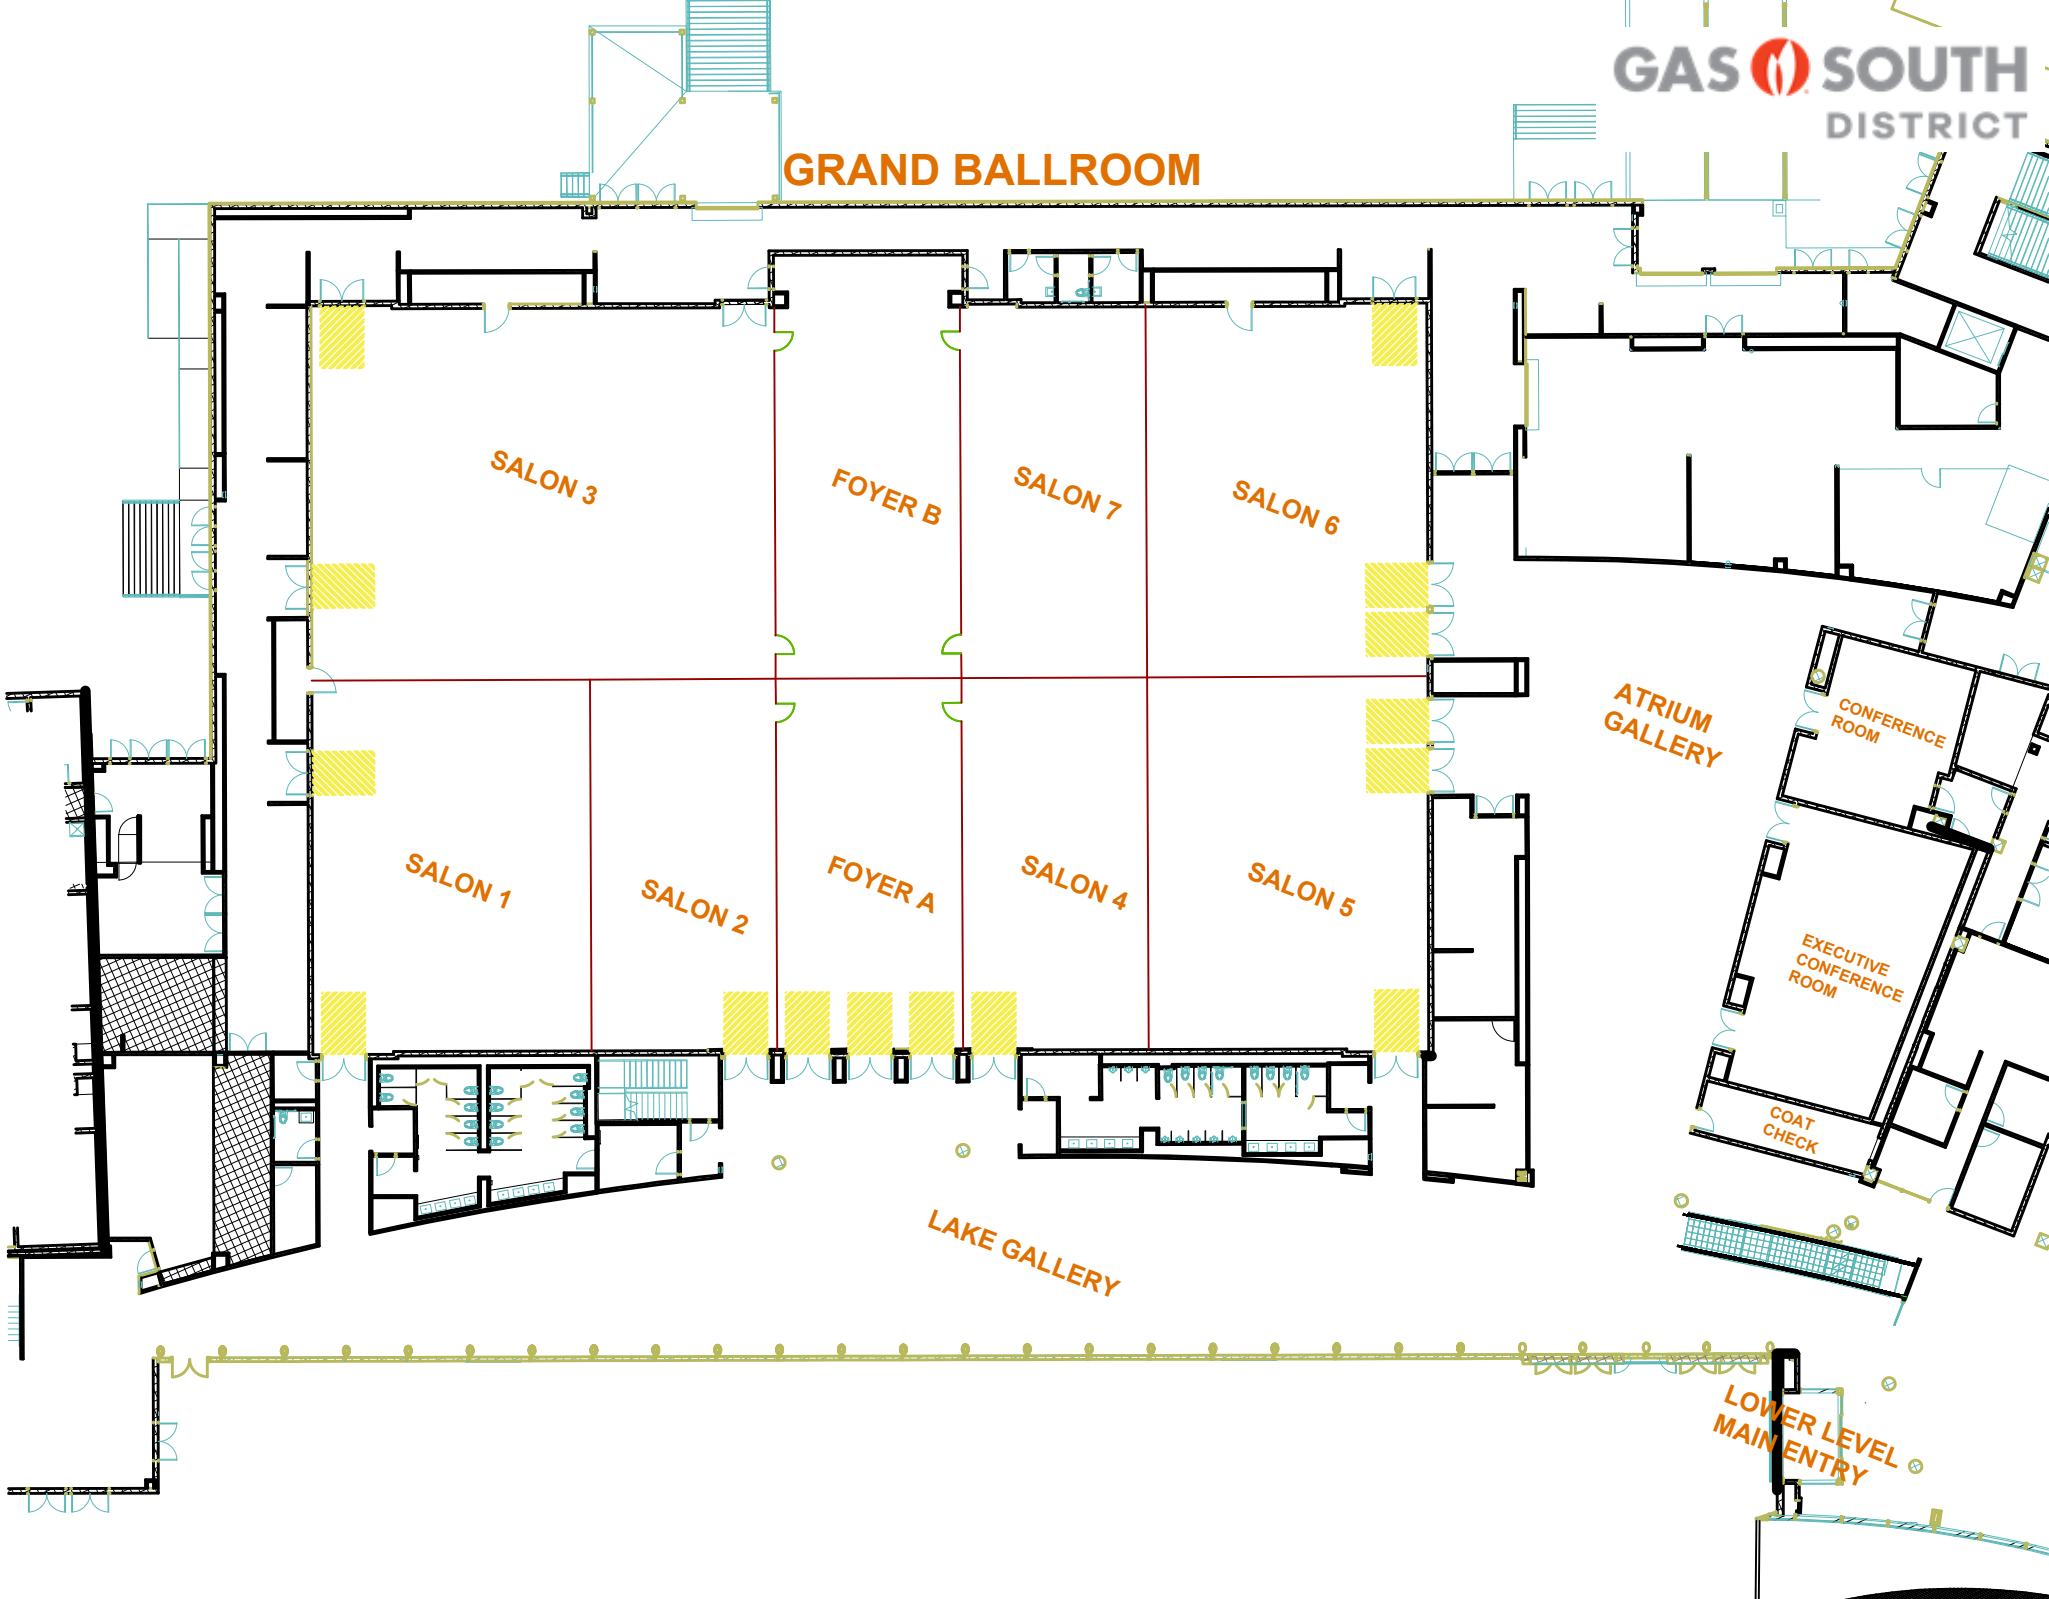 GAS SOUTH
DISTRICT
GRAND BALLROOM
SALON 3
FOYER B
SALON 7
SALON 6
ATRIUM
GALLERY
CONFERENCE
ROOM
SALON 1
SALON 2
FOYER A
SALON 4
SALON 5
EXECUTIVE
CONFERENCE
ROOM
COAT
CHECK
LAKE GALLERY
LOWER LEVEL
MAIN ENTRY